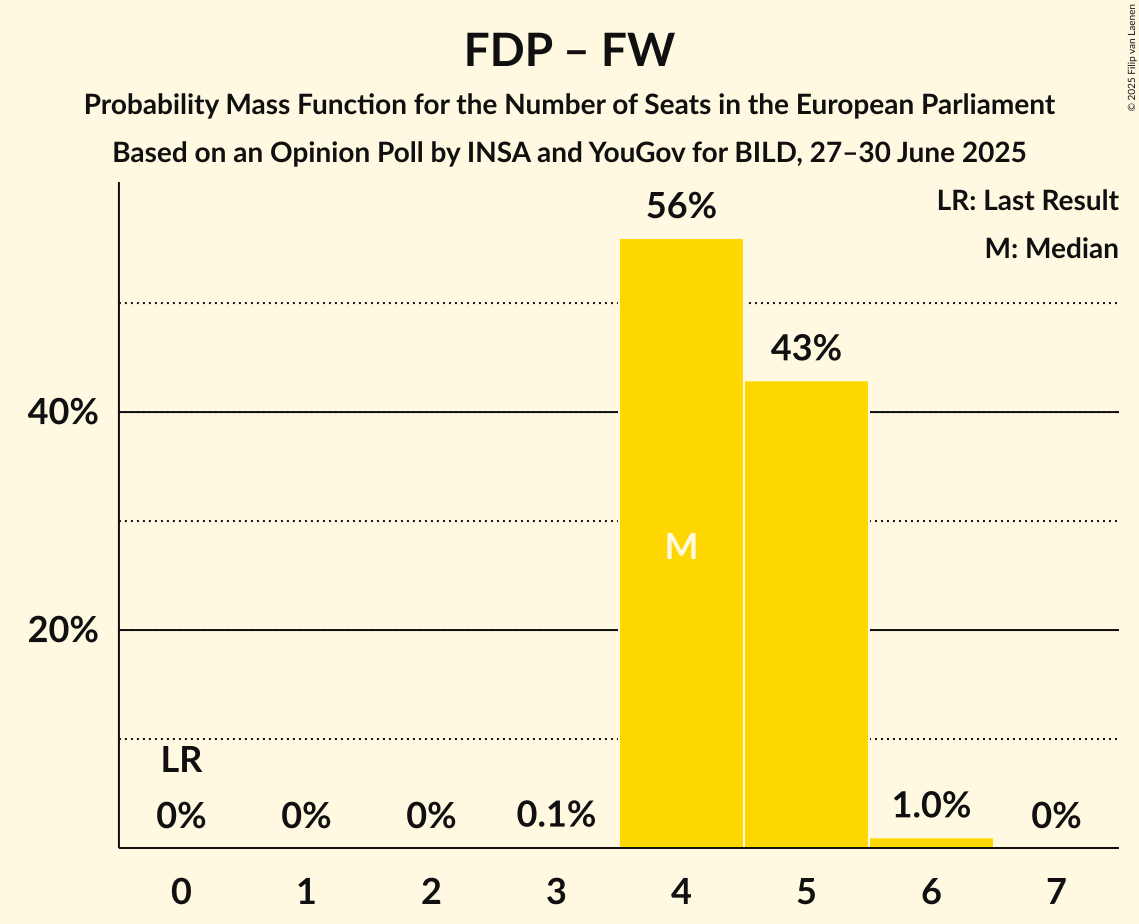 FDP – FW
Probability Mass Function for the Number of Seats in the European Parliament
Based on an Opinion Poll by INSA and YouGov for BILD, 27–30 June 2025
© 2025 Filip van Laenen
LR: Last Result
M: Median
56%
43%
40%
M
20%
LR
0%
0%
0%
0.1%
1.0%
0%
0
1
2
3
4
5
6
7